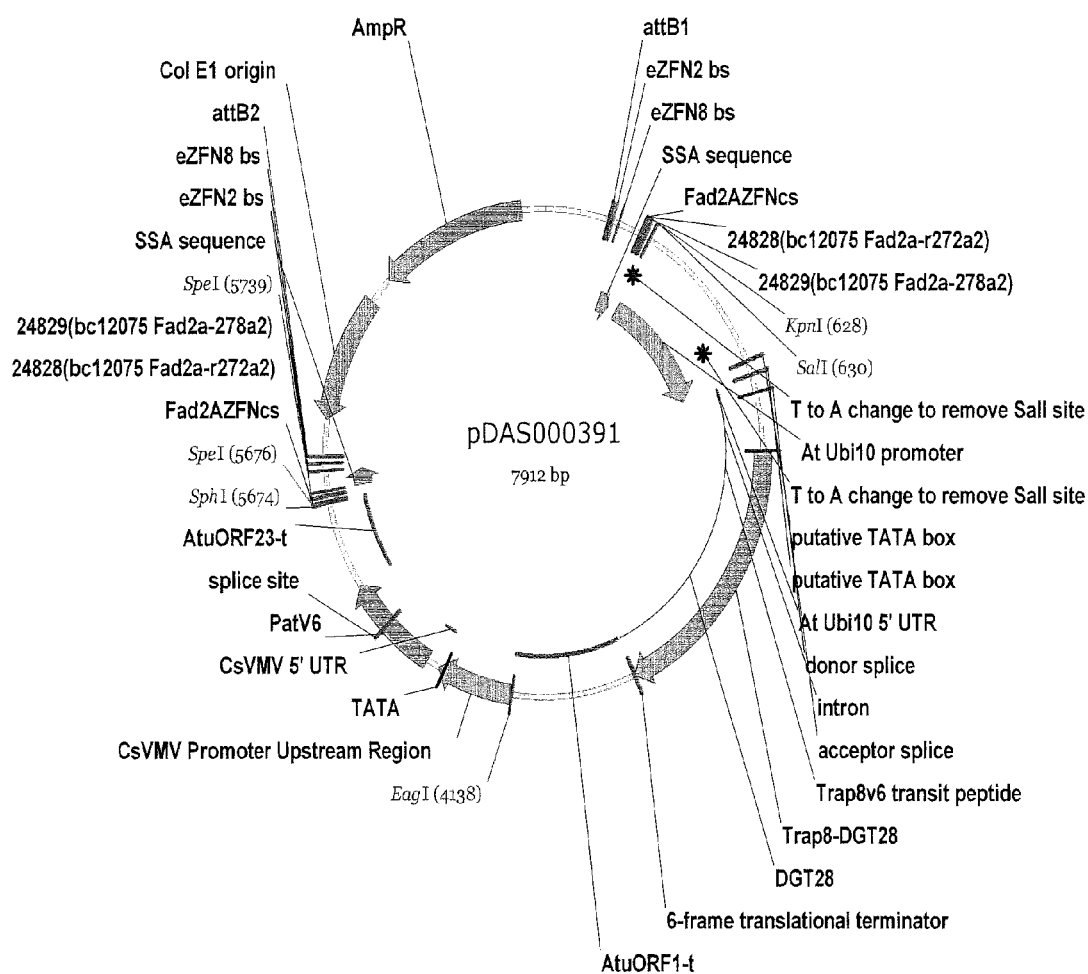 AmpR
Col E1 origin
attB2
eZFN8 bs
eZFN2 bs
SSA sequence
SpeI (5739)
24829(bc12075 Fad2a-278a2)
24828(bc12075 Fad2a-r272a2)
Fad2AZFNcs
SpeI (5676)
SphI (5674)
AtuORF23-t
splice site
PatV6
CsVMV 5' UTR
TATA
CsVMV Promoter Upstream Region
EagI (4138)
pDAS000391
7912 bp
attB1
eZFN2 bs
eZFN8 bs
SSA sequence
Fad2AZFNcs
24828(bc12075 Fad2a-r272a2)
24829(bc12075 Fad2a-278a2)
KpnI (628)
SalI (630)
T to A change to remove SalI site
At Ubi10 promoter
T to A change to remove SalI site
putative TATA box
putative TATA box
At Ubi10 5' UTR
donor splice
intron
acceptor splice
Trap8v6 transit peptide
Trap8-DGT28
DGT28
6-frame translational terminator
AtuORF1-t